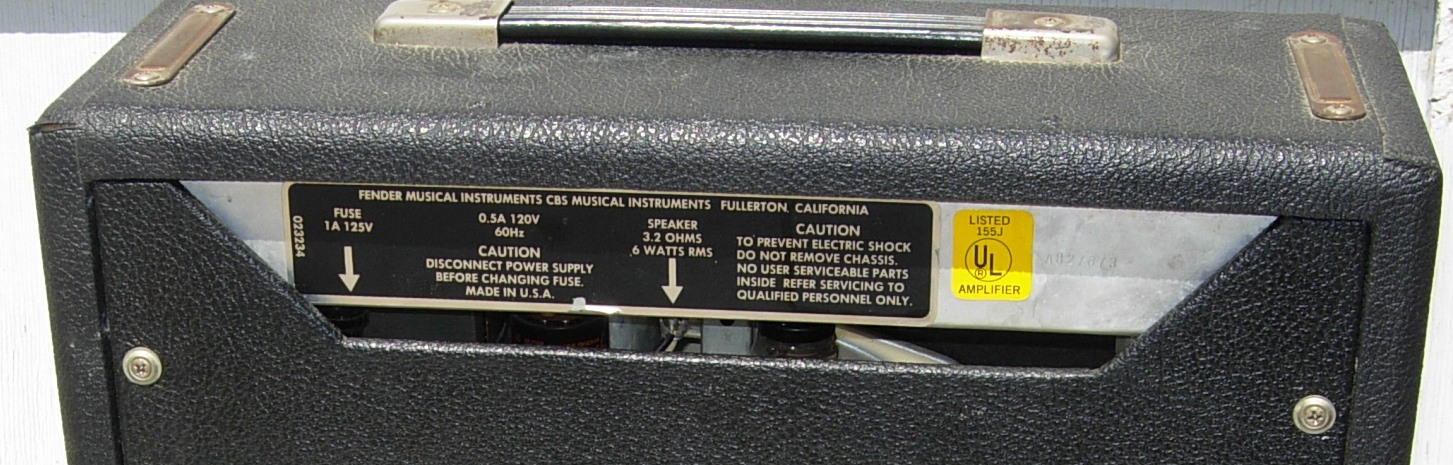 FENDER MUSICAL INSTRUMENTS CBS MUSICAL INSTRUMENTS FULLERTON, CALIFORNIA
023234
FUSE
1A 125V
0.5A 120V
60Hz
CAUTION
DISCONNECT POWER SUPPLY
BEFORE CHANGING FUSE.
MADE IN U.S.A.
SPEAKER
3.2 OHMS
6 WATTS RMS
CAUTION
TO PREVENT ELECTRIC SHOCK
DO NOT REMOVE CHASSIS.
NO USER SERVICEABLE PARTS
INSIDE REFER SERVICING TO
QUALIFIED PERSONNEL ONLY.
LISTED
155J
UL
®
AMPLIFIER